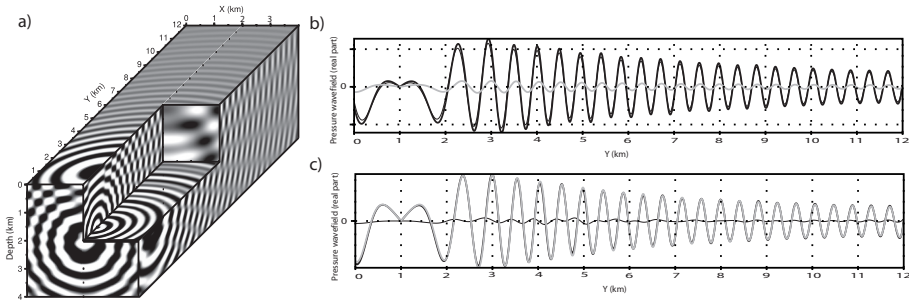 a)
X (km)
0 1 2 3
12
11
10
9
8
7
6
5
4
3
2
1
Y (km)
0
1
2
3
4
Depth (km)
b)
Pressure wavefield (real part)
0
0 1 2 3 4 5 6 7 8 9 10 11 12
Y (km)
c)
Pressure wavefield (real part)
0
0 1 2 3 4 5 6 7 8 9 10 11 12
Y (km)